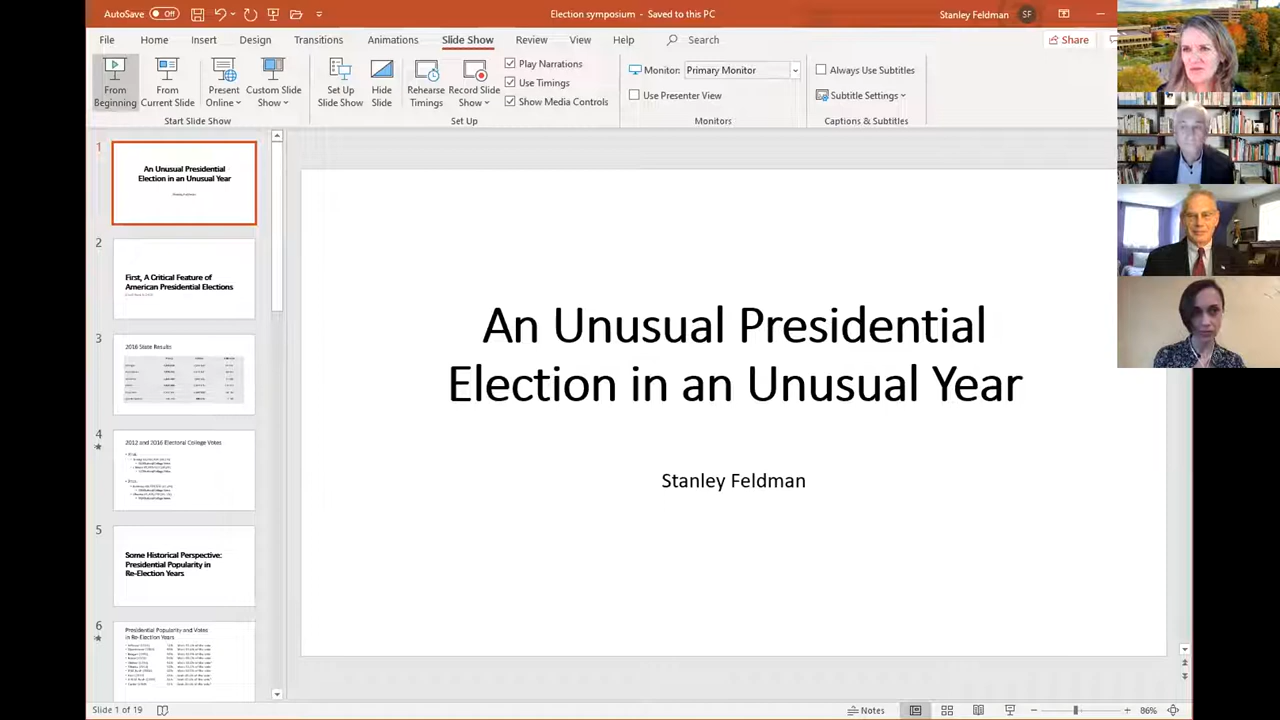 AutoSave Off
Election symposium - Saved to this PC
Stanley Feldman SF
File Home Insert Design Transitions Animations Slide Show Review View Help Search
Share
From Beginning
From Current Slide
Present Online
Custom Slide Show
Start Slide Show
Set Up Slide Show
Hide Slide
Rehearse Timings
Record Slide Show
Play Narrations
Use Timings
Show Media Controls
Set Up
Monitor: Primary Monitor
Use Presenter View
Monitors
Always Use Subtitles
Subtitle Settings
Captions & Subtitles
1
An Unusual Presidential
Election in an Unusual Year
2
First, A Critical Feature of
American Presidential Elections
3
2016 State Results
4
2012 and 2016 Electoral College Votes
5
Some Historical Perspective:
Presidential Popularity in
Re-Election Years
6
Presidential Popularity and Votes
in Re-Election Years
An Unusual Presidential
Election in an Unusual Year
Stanley Feldman
Slide 1 of 19
Notes
86%